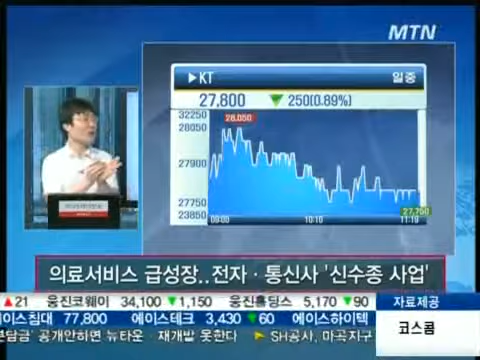 MTN
▶KT 일중
27,800 ▼ 250(0.89%)
32250
28050
28,050
27900
27750
27,750
23850
09:00 10:10 11:19
의료서비스 급성장..전자·통신사 '신수종 사업'
▲21 웅진코웨이 34,100 ▼1,150 웅진홀딩스 5,170 ▼90 자료제공
에이스침대 77,800 에이스테크 3,430 ▼60 에이스하이텍 코스콤
분담금' 공개안하면 뉴타운·재개발 못한다 ▶ SH공사, 마곡지구